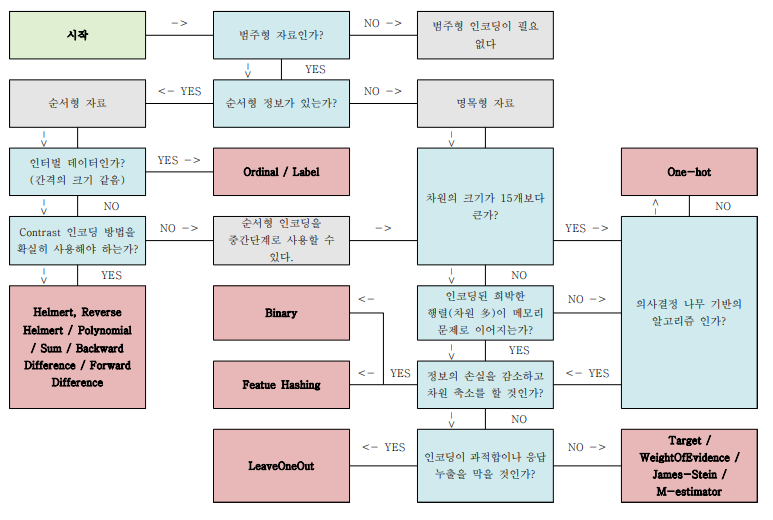 시작
—>
범주형 자료인가?
NO —>
범주형 인코딩이 필요
없다
—>
YES
순서형 자료
<— YES
순서형 정보가 있는가?
NO —>
명목형 자료
—>
—>
인터벌 데이터인가?
(간격의 크기 같음)
YES —>
Ordinal / Label
차원의 크기가 15개보다
큰가?
One-hot
—>
NO
—>
NO
Contrast 인코딩 방법을
확실히 사용해야 하는가?
NO —>
순서형 인코딩을
중간단계로 사용할 수
있다.
—>
YES —>
—>
YES
—>
NO
Helmert, Reverse
Helmert / Polynomial
/ Sum / Backward
Difference / Forward
Difference
Binary
<—
인코딩된 희박한
행렬(차원 多)이 메모리
문제로 이어지는가?
NO —>
의사결정 나무 기반의
알고리즘 인가?
—>
YES
Featue Hashing
<— YES
정보의 손실을 감소하고
차원 축소를 할 것인가?
<— YES
—>
NO
LeaveOneOut
<— YES
인코딩이 과적합이나 응답
누출을 막을 것인가?
NO —>
Target /
WeightOfEvidence /
James-Stein /
M-estimator